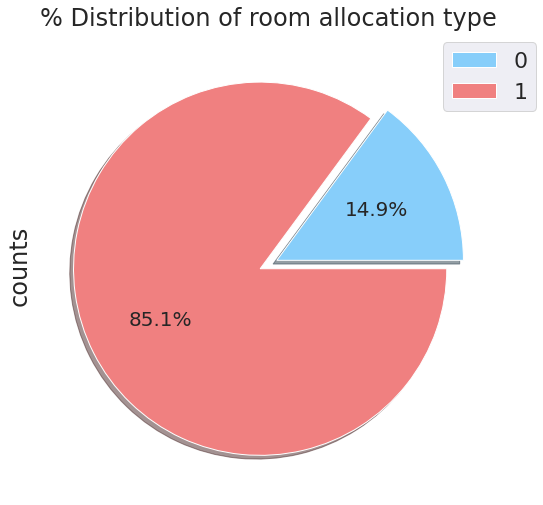 % Distribution of room allocation type
0
1
14.9%
counts
85.1%